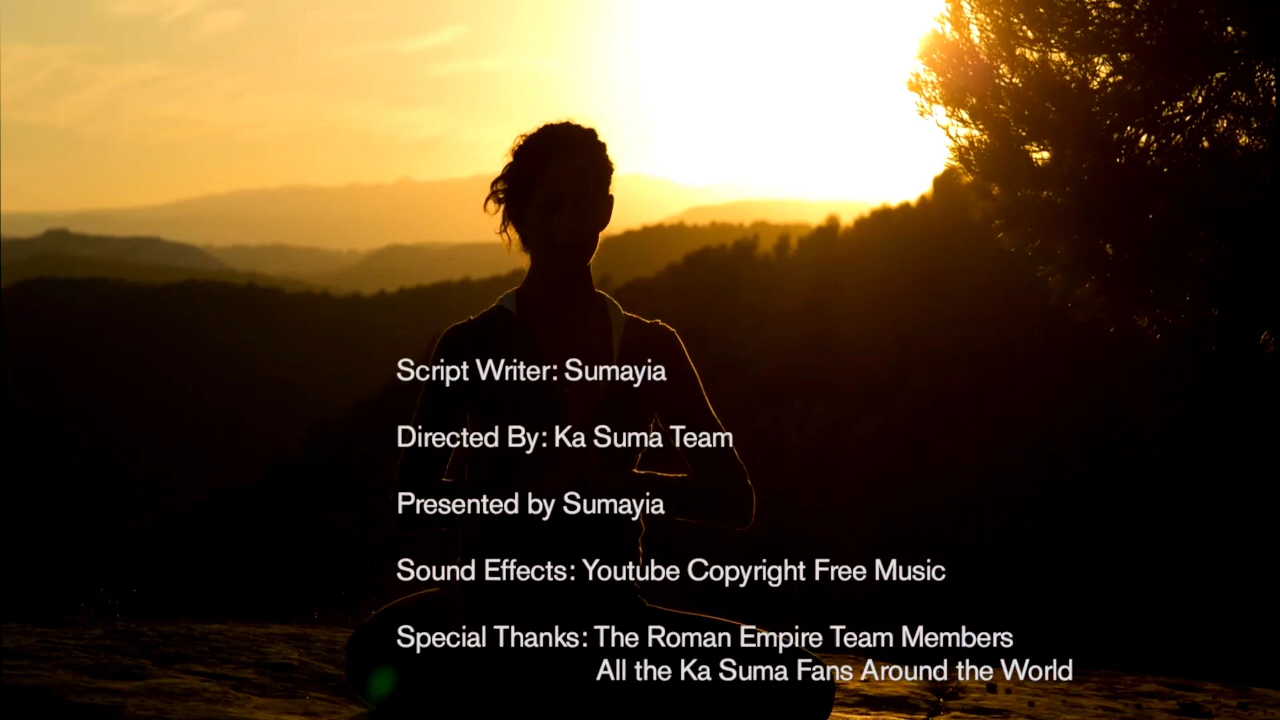 Script Writer: Sumayia
Directed By: Ka Suma Team
Presented by Sumayia
Sound Effects: Youtube Copyright Free Music
Special Thanks: The Roman Empire Team Members
All the Ka Suma Fans Around the World